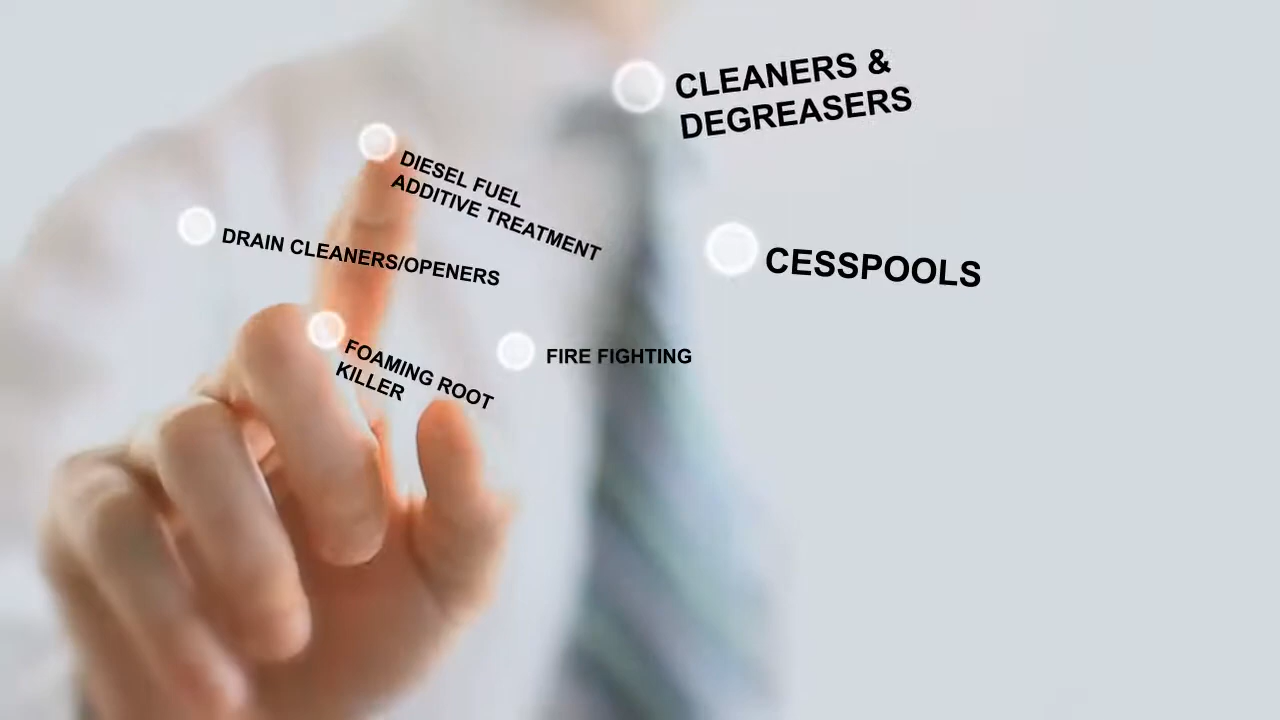 CLEANERS &
DEGREASERS
DIESEL FUEL
ADDITIVE TREATMENT
DRAIN CLEANERS/OPENERS
CESSPOOLS
FOAMING ROOT
KILLER
FIRE FIGHTING